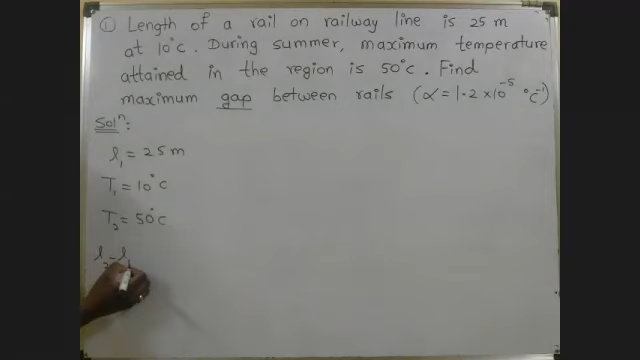 ① Length of a rail on railway line is 25 m
at 10°C. During summer, maximum temperature
attained in the region is 50°C. Find
maximum gap between rails (α = 1.2 × 10⁻⁵ °C⁻¹)
Solⁿ:
l₁ = 25 m
T₁ = 10°C
T₂ = 50°C
l₂ - l₁